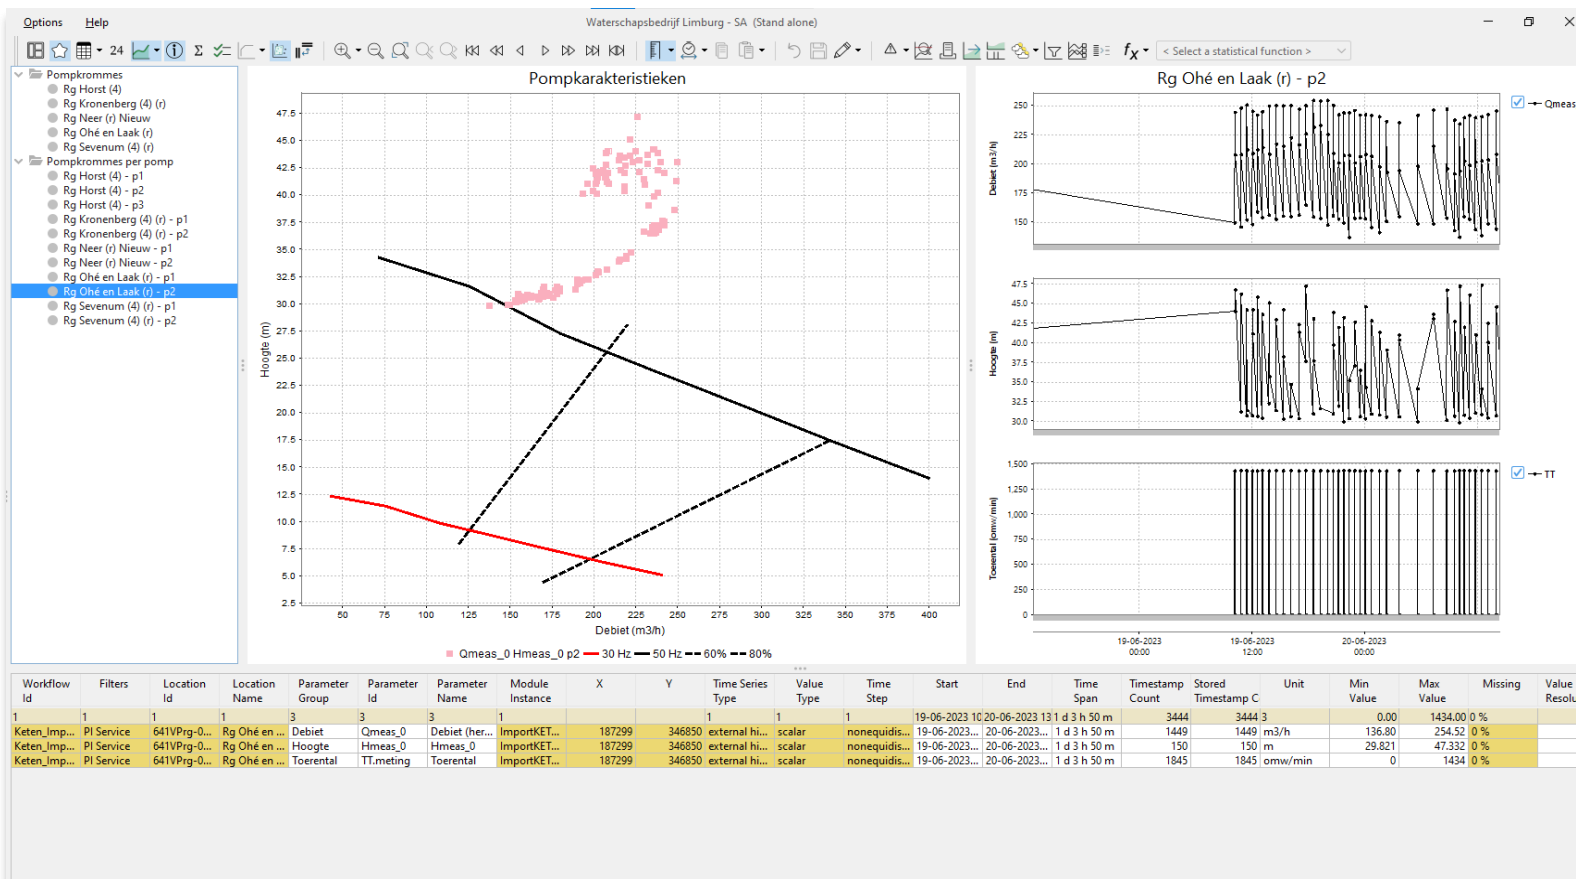 Options Help Waterschapsbedrijf Limburg - SA (Stand alone)
24 Σ fx < Select a statistical function >
Pompkrommes
Rg Horst (4)
Rg Kronenberg (4) (r)
Rg Neer (r) Nieuw
Rg Ohé en Laak (r)
Rg Sevenum (4) (r)
Pompkrommes per pomp
Rg Horst (4) - p1
Rg Horst (4) - p2
Rg Horst (4) - p3
Rg Kronenberg (4) (r) - p1
Rg Kronenberg (4) (r) - p2
Rg Neer (r) Nieuw - p1
Rg Neer (r) Nieuw - p2
Rg Ohé en Laak (r) - p1
Rg Ohé en Laak (r) - p2
Rg Sevenum (4) (r) - p1
Rg Sevenum (4) (r) - p2
Pompkarakteristieken
Hoogte (m)
47.5
45.0
42.5
40.0
37.5
35.0
32.5
30.0
27.5
25.0
22.5
20.0
17.5
15.0
12.5
10.0
7.5
5.0
2.5
50 75 100 125 150 175 200 225 250 275 300 325 350 375 400
Debiet (m3/h)
Qmeas_0 Hmeas_0 p2 30 Hz 50 Hz 60% 80%
Rg Ohé en Laak (r) - p2
Debiet (m3/h)
250
225
200
175
150
Qmeas
Hoogte (m)
47.5
45.0
42.5
40.0
37.5
35.0
32.5
30.0
Toerental (omw/min)
1.500
1.250
1.000
750
500
250
0
TT
19-06-2023 19-06-2023 20-06-2023
00:00 12:00 00:00
Workflow Filters Location Location Parameter Parameter Parameter Module X Y Time Series Value Time Start End Time Timestamp Stored Unit Min Max Missing Value
Id Id Name Group Id Name Instance Type Type Step Span Count Timestamp C Value Value Resolu
1 1 1 1 3 3 3 1 1 1 1 19-06-2023 10 20-06-2023 13 1 d 3 h 50 m 3444 3444 3 0.00 1434.00 0 %
Keten_Imp... PI Service 641VPrg-0... Rg Ohé en ... Debiet Qmeas_0 Debiet (her... ImportKET... 187299 346850 external hi... scalar nonequidis... 19-06-2023... 20-06-2023... 1 d 3 h 50 m 1449 1449 m3/h 136.80 254.52 0 %
Keten_Imp... PI Service 641VPrg-0... Rg Ohé en ... Hoogte Hmeas_0 Hmeas_0 ImportKET... 187299 346850 external hi... scalar nonequidis... 19-06-2023... 20-06-2023... 1 d 3 h 50 m 150 150 m 29.821 47.332 0 %
Keten_Imp... PI Service 641VPrg-0... Rg Ohé en ... Toerental TT.meting Toerental ImportKET... 187299 346850 external hi... scalar nonequidis... 19-06-2023... 20-06-2023... 1 d 3 h 50 m 1845 1845 omw/min 0 1434 0 %